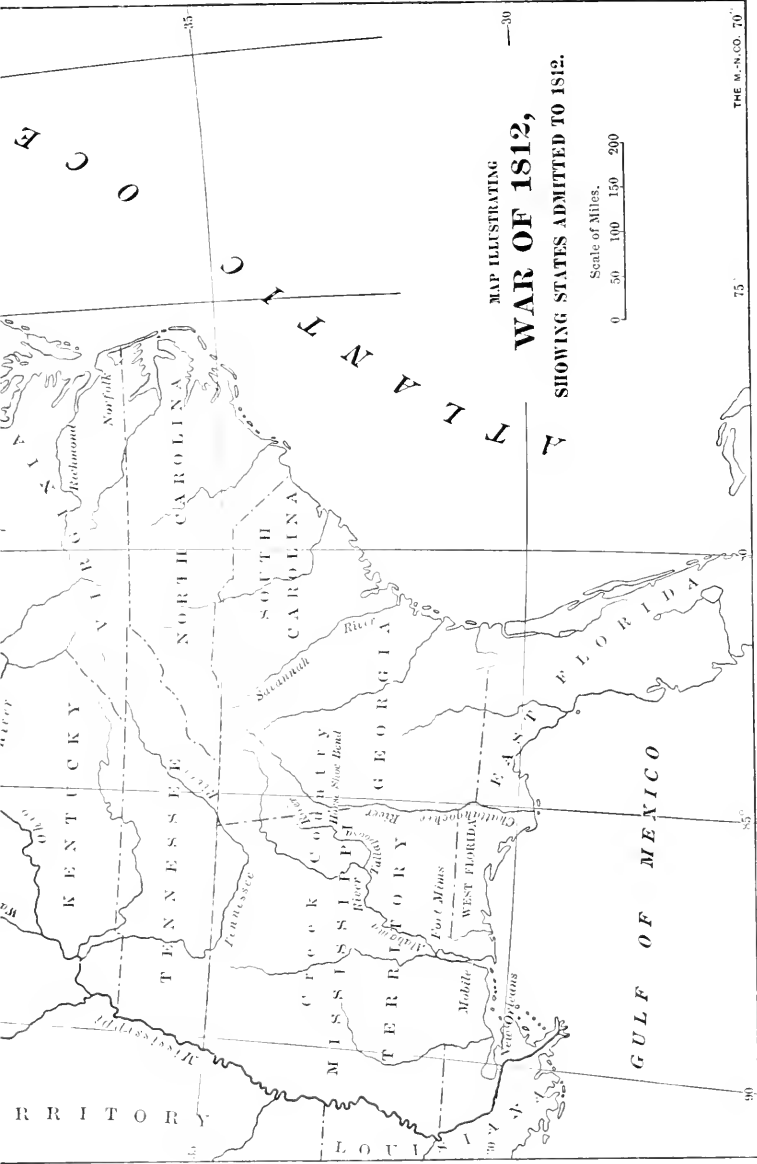 35
30
70°
75
85°
90
MAP ILLUSTRATING
WAR OF 1812,
SHOWING STATES ADMITTED TO 1812.
Scale of Miles.
0 50 100 150 200
THE M.-N.CO.
ATLANTIC
OCE
Richmond
Norfolk
NORTH CAROLINA
SOUTH
CAROLINA
KENTUCKY
Ohio
TENNESSEE
River
Tennessee
Savannah River
GEORGIA
Creek Country
River
Horse Shoe Bend
MISSISSIPPI
TERRITORY
Tallapoosa
River
Alabama
Chattahoochee River
Fort Mims
WEST FLORIDA
EAST FLORIDA
Mobile
New Orleans
Mississippi
RRITORY
LOUI
GULF OF MEXICO